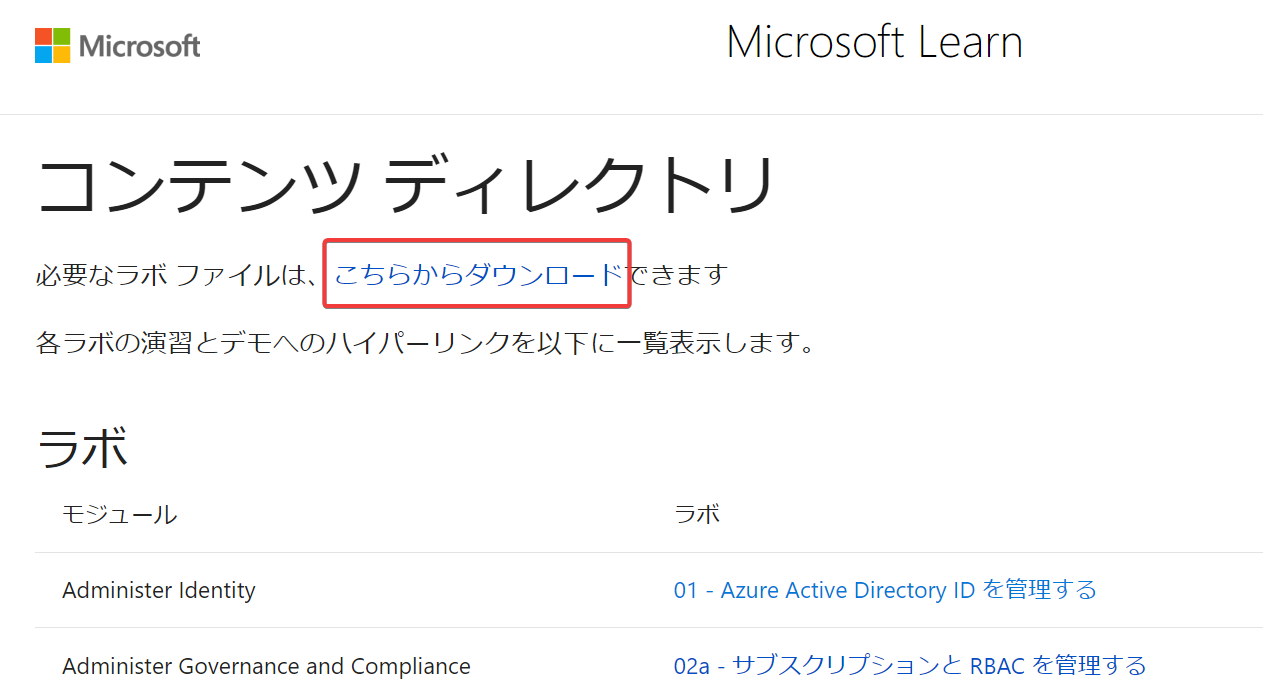 Microsoft
Microsoft Learn
コンテンツ ディレクトリ
必要なラボ ファイルは、こちらからダウンロードできます
各ラボの演習とデモへのハイパーリンクを以下に一覧表示します。
ラボ
モジュール ラボ
Administer Identity 01 - Azure Active Directory ID を管理する
Administer Governance and Compliance 02a - サブスクリプションと RBAC を管理する